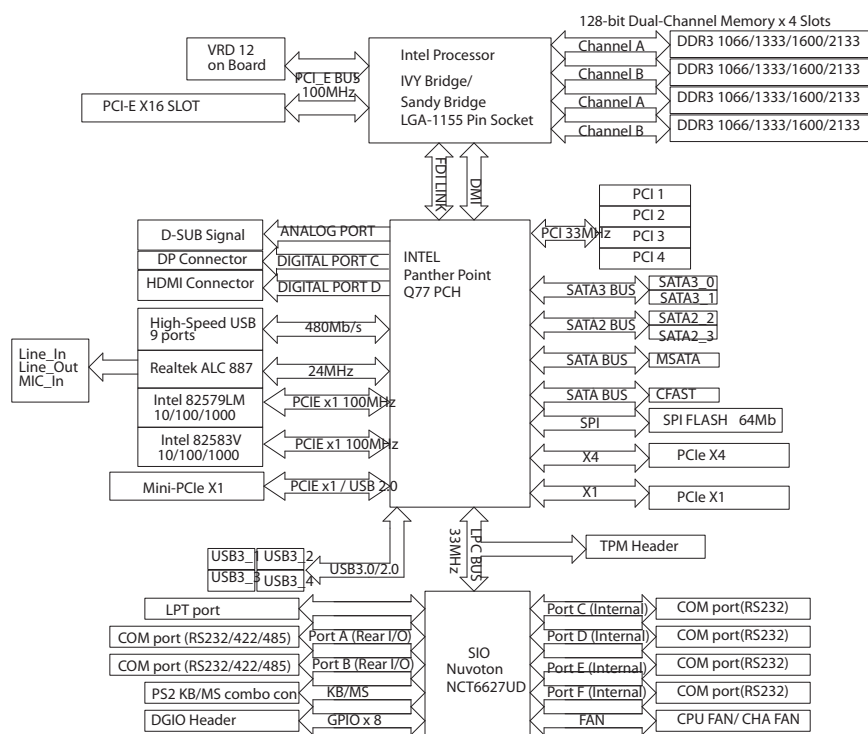 128-bit Dual-Channel Memory x 4 Slots
VRD 12
on Board
PCI_E BUS
100MHz
PCI-E X16 SLOT
Intel Processor
IVY Bridge/
Sandy Bridge
LGA-1155 Pin Socket
Channel A
DDR3 1066/1333/1600/2133
Channel B
DDR3 1066/1333/1600/2133
Channel A
DDR3 1066/1333/1600/2133
Channel B
DDR3 1066/1333/1600/2133
FDI LINK
DMI
D-SUB Signal
ANALOG PORT
DP Connector
DIGITAL PORT C
HDMI Connector
DIGITAL PORT D
INTEL
Panther Point
Q77 PCH
PCI 33MHz
PCI 1
PCI 2
PCI 3
PCI 4
SATA3 BUS
SATA3_0
SATA3_1
SATA2 BUS
SATA2_2
SATA2_3
SATA BUS
MSATA
SATA BUS
CFAST
SPI
SPI FLASH 64Mb
X4
PCIe X4
X1
PCIe X1
High-Speed USB
9 ports
480Mb/s
Line_In
Line_Out
MIC_In
Realtek ALC 887
24MHz
Intel 82579LM
10/100/1000
PCIE x1 100MHz
Intel 82583V
10/100/1000
PCIE x1 100MHz
Mini-PCIe X1
PCIE x1 / USB 2.0
USB3_1
USB3_2
USB3_3
USB3_4
USB3.0/2.0
LPC BUS
33MHz
TPM Header
LPT port
COM port (RS232/422/485)
Port A (Rear I/O)
COM port (RS232/422/485)
Port B (Rear I/O)
PS2 KB/MS combo con
KB/MS
DGIO Header
GPIO x 8
SIO
Nuvoton
NCT6627UD
Port C (Internal)
COM port(RS232)
Port D (Internal)
COM port(RS232)
Port E (Internal)
COM port(RS232)
Port F (Internal)
COM port(RS232)
FAN
CPU FAN/ CHA FAN